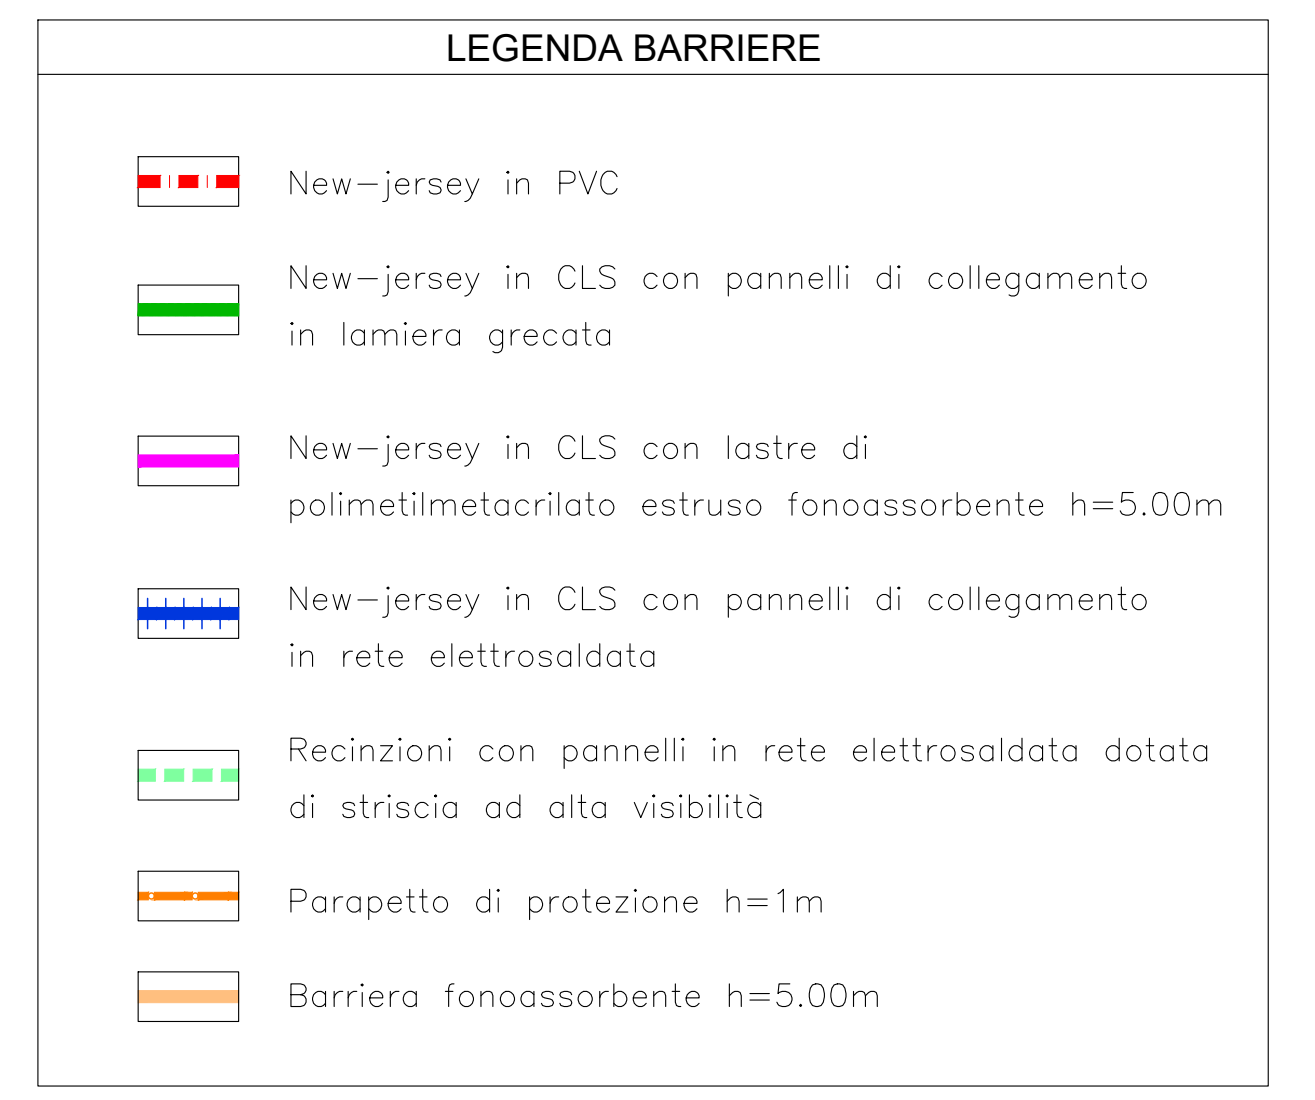 LEGENDA BARRIERE
New-jersey in PVC
New-jersey in CLS con pannelli di collegamento
in lamiera grecata
New-jersey in CLS con lastre di
polimetilmetacrilato estruso fonoassorbente h=5.00m
New-jersey in CLS con pannelli di collegamento
in rete elettrosaldata
Recinzioni con pannelli in rete elettrosaldata dotata
di striscia ad alta visibilità
Parapetto di protezione h=1m
Barriera fonoassorbente h=5.00m